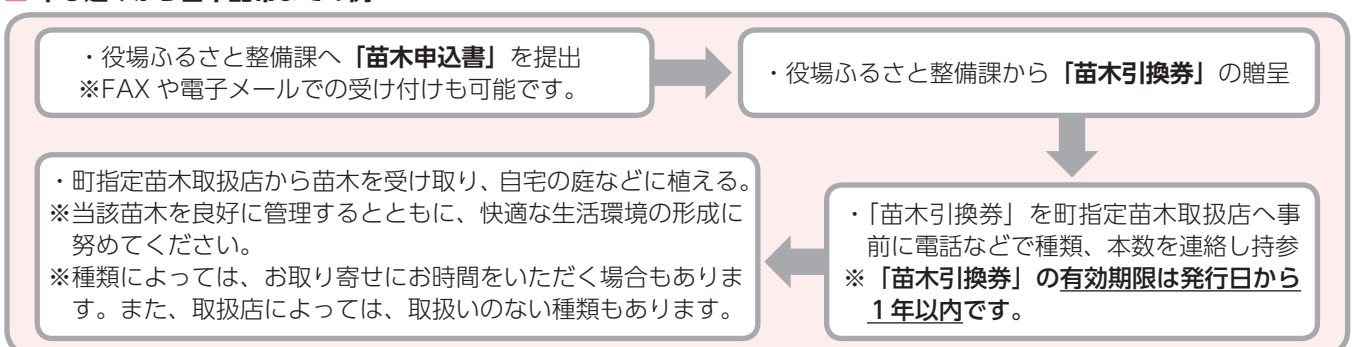 ・役場ふるさと整備課へ「苗木申込書」を提出
※FAX や電子メールでの受け付けも可能です。
・役場ふるさと整備課から「苗木引換券」の贈呈
・「苗木引換券」を町指定苗木取扱店へ事
前に電話などで種類、本数を連絡し持参
※「苗木引換券」の有効期限は発行日から
1年以内です。
・町指定苗木取扱店から苗木を受け取り、自宅の庭などに植える。
※当該苗木を良好に管理するとともに、快適な生活環境の形成に
努めてください。
※種類によっては、お取り寄せにお時間をいただく場合もありま
す。また、取扱店によっては、取扱いのない種類もあります。